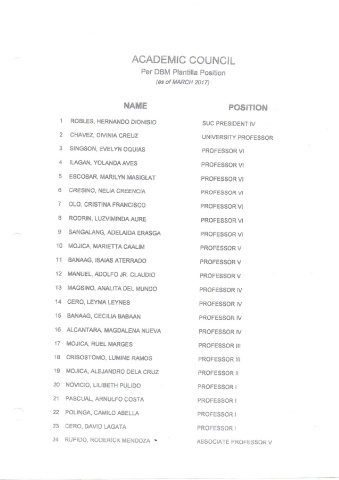 ACADEMIC COUNCIL
Per DBM Plantilla Position
(as of MARCH 2017)
NAME POSITION
1 ROBLES, HERNANDO DIONISIO SUC PRESIDENT IV
2 CHAVEZ, DIVINIA CRELIZ UNIVERSITY PROFESSOR
3 SINGSON, EVELYN OQUIAS PROFESSOR VI
4 ILAGAN, YOLANDA AVES PROFESSOR VI
5 ESCOBAR, MARILYN MASIGLAT PROFESSOR VI
6 CRESINO, NELIA CREENCIA PROFESSOR VI
7 OLO, CRISTINA FRANCISCO PROFESSOR VI
8 RODRIN, LUZVIMINDA AURE PROFESSOR VI
9 SANGALANG, ADELAIDA ERASGA PROFESSOR VI
10 MOJICA, MARIETTA CAALIM PROFESSOR V
11 BANAAG, ISAIAS ATERRADO PROFESSOR V
12 MANUEL, ADOLFO JR. CLAUDIO PROFESSOR V
13 MAGSINO, ANALITA DEL MUNDO PROFESSOR IV
14 CERO, LEYMA LEYNES PROFESSOR IV
15 BANAAG, CECILIA BABAAN PROFESSOR IV
16 ALCANTARA, MAGDALENA NUEVA PROFESSOR IV
17 MOJICA, RUEL MARGES PROFESSOR III
18 CRISOSTOMO, LUMINE RAMOS PROFESSOR III
19 MOJICA, ALEJANDRO DELA CRUZ PROFESSOR II
20 NOVICIO, LILIBETH PULIDO PROFESSOR I
21 PASCUAL, ARNULFO COSTA PROFESSOR I
22 POLINGA, CAMILO ABELLA PROFESSOR I
23 CERO, DAVID LAGATA PROFESSOR I
24 RUPIDO, RODERICK MENDOZA ASSOCIATE PROFESSOR V